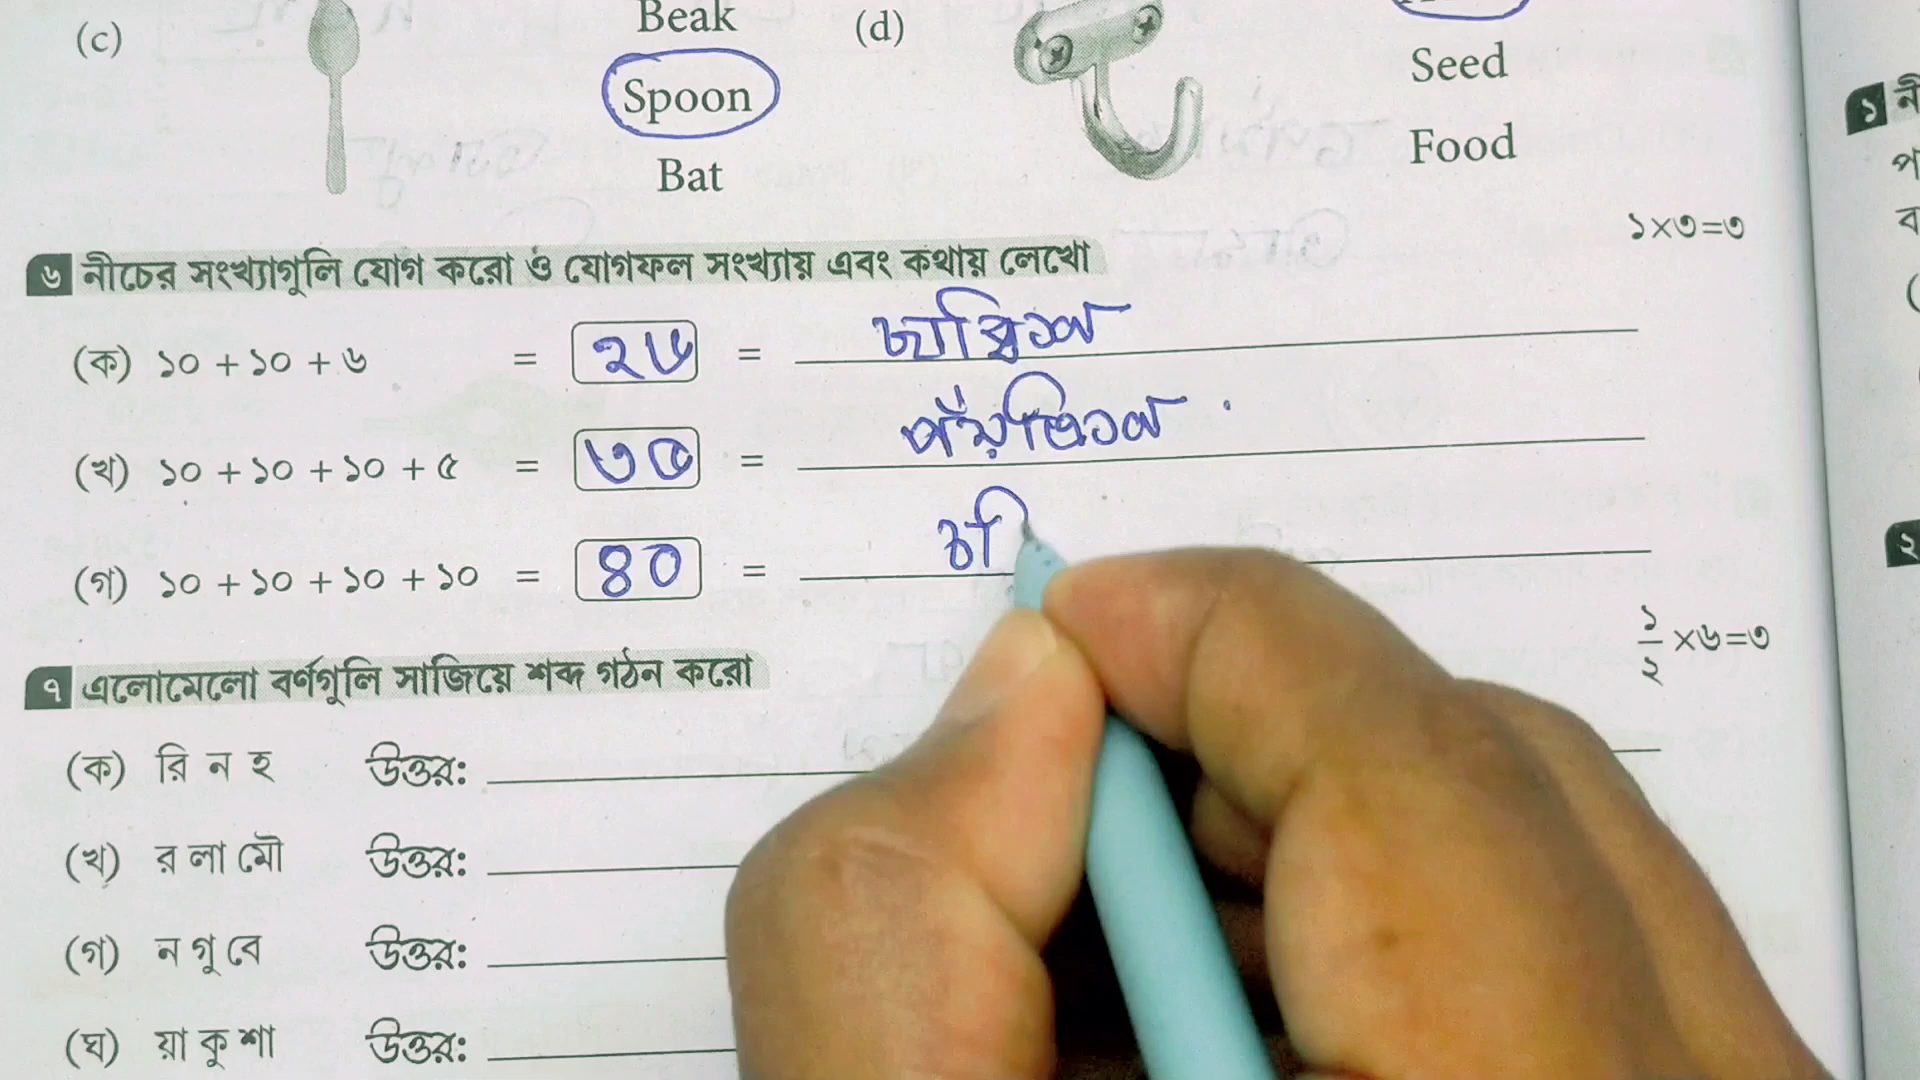 Beak
(c) Spoon (d) Seed
Bat Food
১×৩=৩
৬ নীচের সংখ্যাগুলি যোগ করো ও যোগফল সংখ্যায় এবং কথায় লেখো
(ক) ১০ + ১০ + ৬ = ২৬ = ছাব্বিশ
(খ) ১০ + ১০ + ১০ + ৫ = ৩৫ = পঁয়ত্রিশ
(গ) ১০ + ১০ + ১০ + ১০ = ৪০ = চ
১/২ ×৬=৩
৭ এলোমেলো বর্ণগুলি সাজিয়ে শব্দ গঠন করো
(ক) রি ন হ উত্তর:
(খ) র লা মৌ উত্তর:
(গ) ন গু বে উত্তর:
(ঘ) য়া কু শা উত্তর:
১ নী
প
ব
২